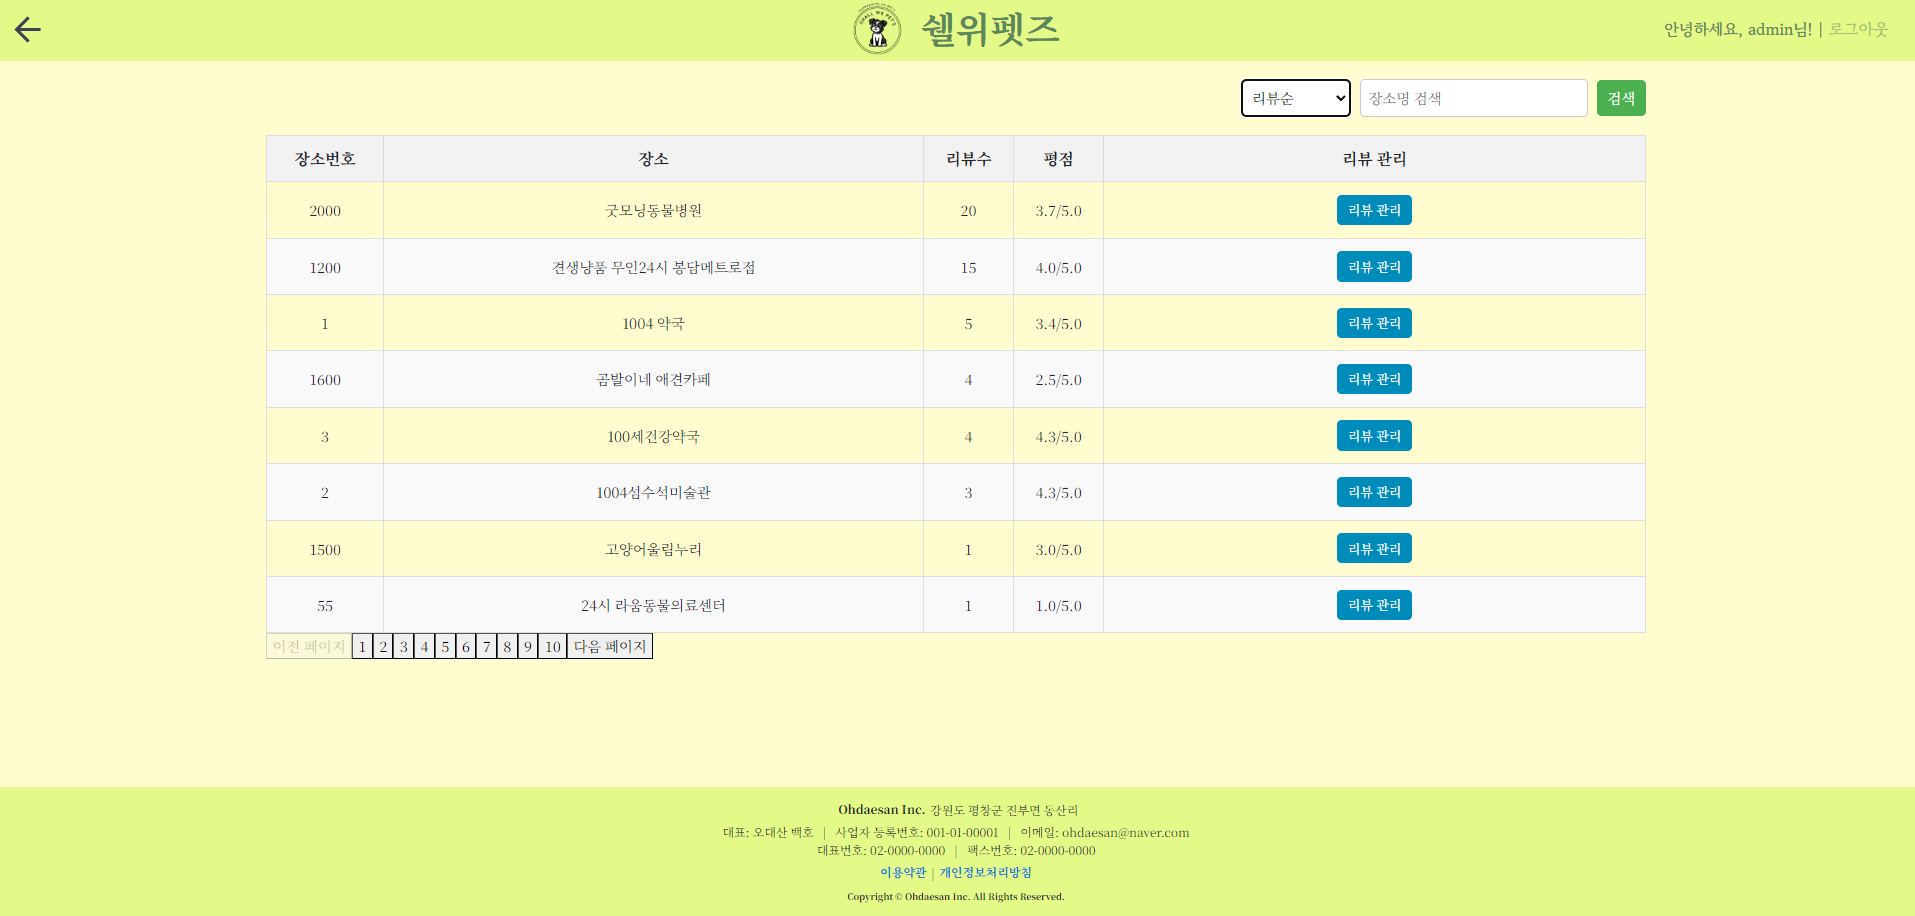 SHALL WE PETS
쉘위펫즈
안녕하세요, admin님! | 로그아웃
리뷰순 장소명 검색 검색
장소번호 장소 리뷰수 평점 리뷰 관리
2000 굿모닝동물병원 20 3.7/5.0 리뷰 관리
1200 견생냥품 무인24시 봉담메트로점 15 4.0/5.0 리뷰 관리
1 1004 약국 5 3.4/5.0 리뷰 관리
1600 곰발이네 애견카페 4 2.5/5.0 리뷰 관리
3 100세건강약국 4 4.3/5.0 리뷰 관리
2 1004섬수석미술관 3 4.3/5.0 리뷰 관리
1500 고양어울림누리 1 3.0/5.0 리뷰 관리
55 24시 라움동물의료센터 1 1.0/5.0 리뷰 관리
이전 페이지 1 2 3 4 5 6 7 8 9 10 다음 페이지
Ohdaesan Inc. 강원도 평창군 진부면 동산리
대표: 오대산 백호 | 사업자 등록번호: 001-01-00001 | 이메일: ohdaesan@naver.com
대표번호: 02-0000-0000 | 팩스번호: 02-0000-0000
이용약관 | 개인정보처리방침
Copyright © Ohdaesan Inc. All Rights Reserved.